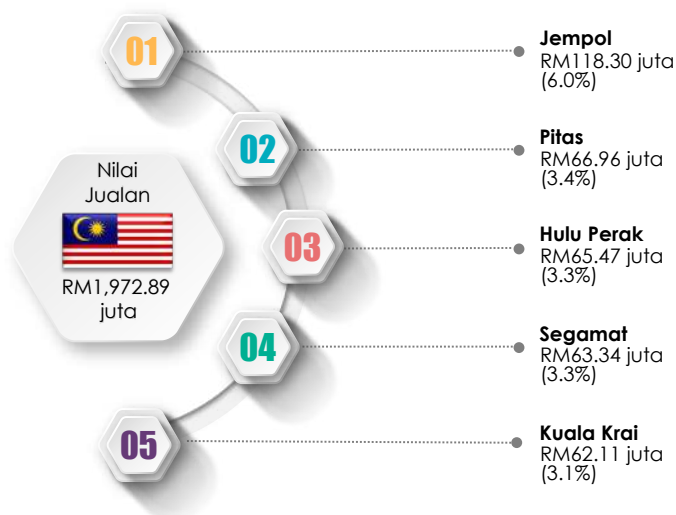 Nilai
Jualan
RM1,972.89
juta
01
Jempol
RM118.30 juta
(6.0%)
02
Pitas
RM66.96 juta
(3.4%)
03
Hulu Perak
RM65.47 juta
(3.3%)
04
Segamat
RM63.34 juta
(3.3%)
05
Kuala Krai
RM62.11 juta
(3.1%)